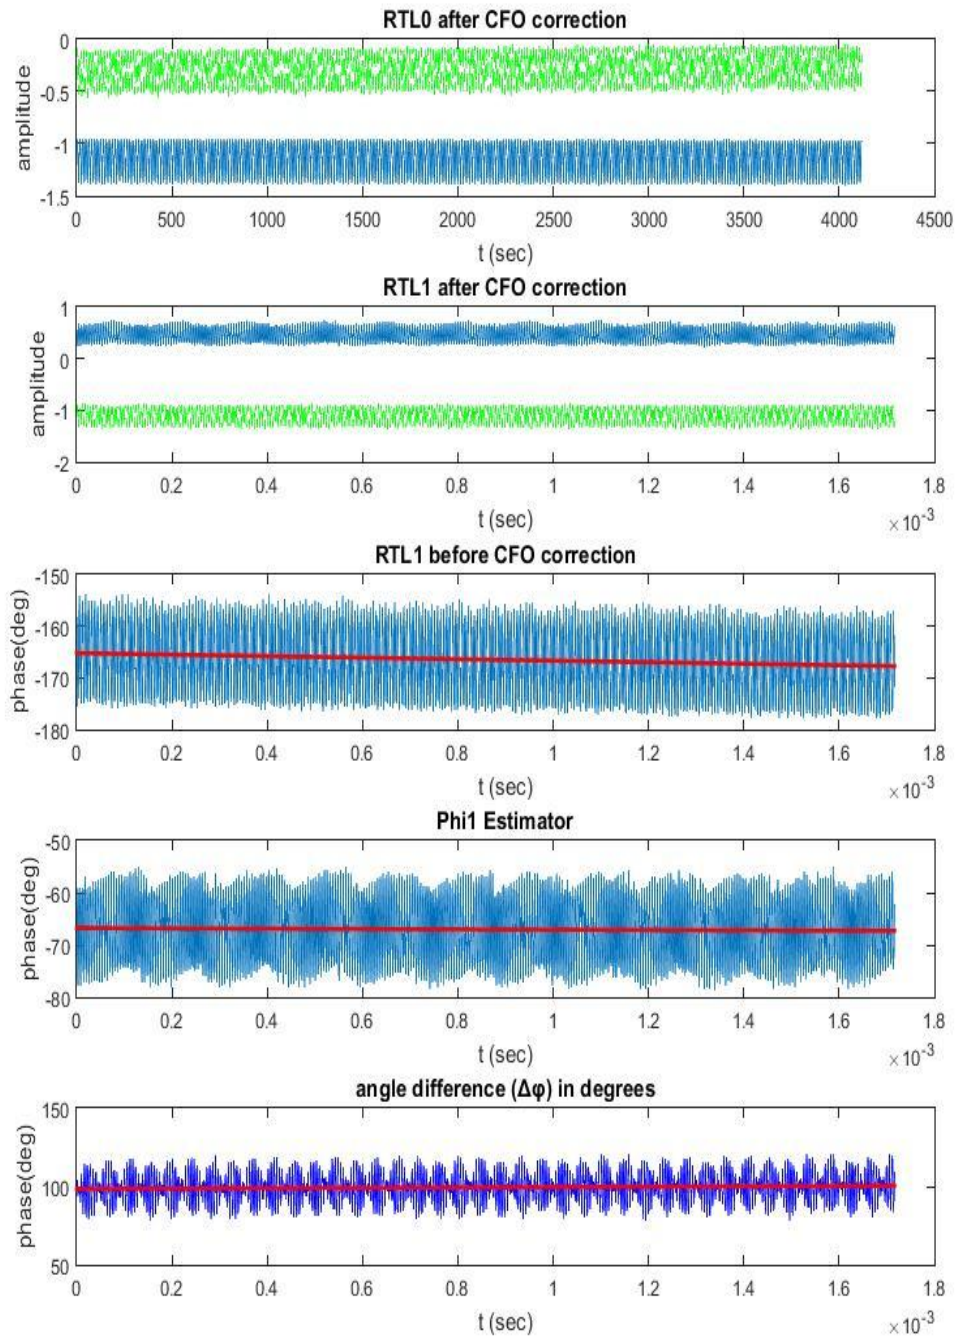 RTL0 after CFO correction
0
-0.5
-1
-1.5
amplitude
0 500 1000 1500 2000 2500 3000 3500 4000 4500
t (sec)
RTL1 after CFO correction
1
0
-1
-2
amplitude
0 0.2 0.4 0.6 0.8 1 1.2 1.4 1.6 1.8
t (sec)
×10-3
RTL1 before CFO correction
-150
-160
-170
-180
phase(deg)
0 0.2 0.4 0.6 0.8 1 1.2 1.4 1.6 1.8
t (sec)
×10-3
Phi1 Estimator
-50
-60
-70
-80
phase(deg)
0 0.2 0.4 0.6 0.8 1 1.2 1.4 1.6 1.8
t (sec)
×10-3
angle difference (Δφ) in degrees
150
100
50
phase(deg)
0 0.2 0.4 0.6 0.8 1 1.2 1.4 1.6 1.8
t (sec)
×10-3